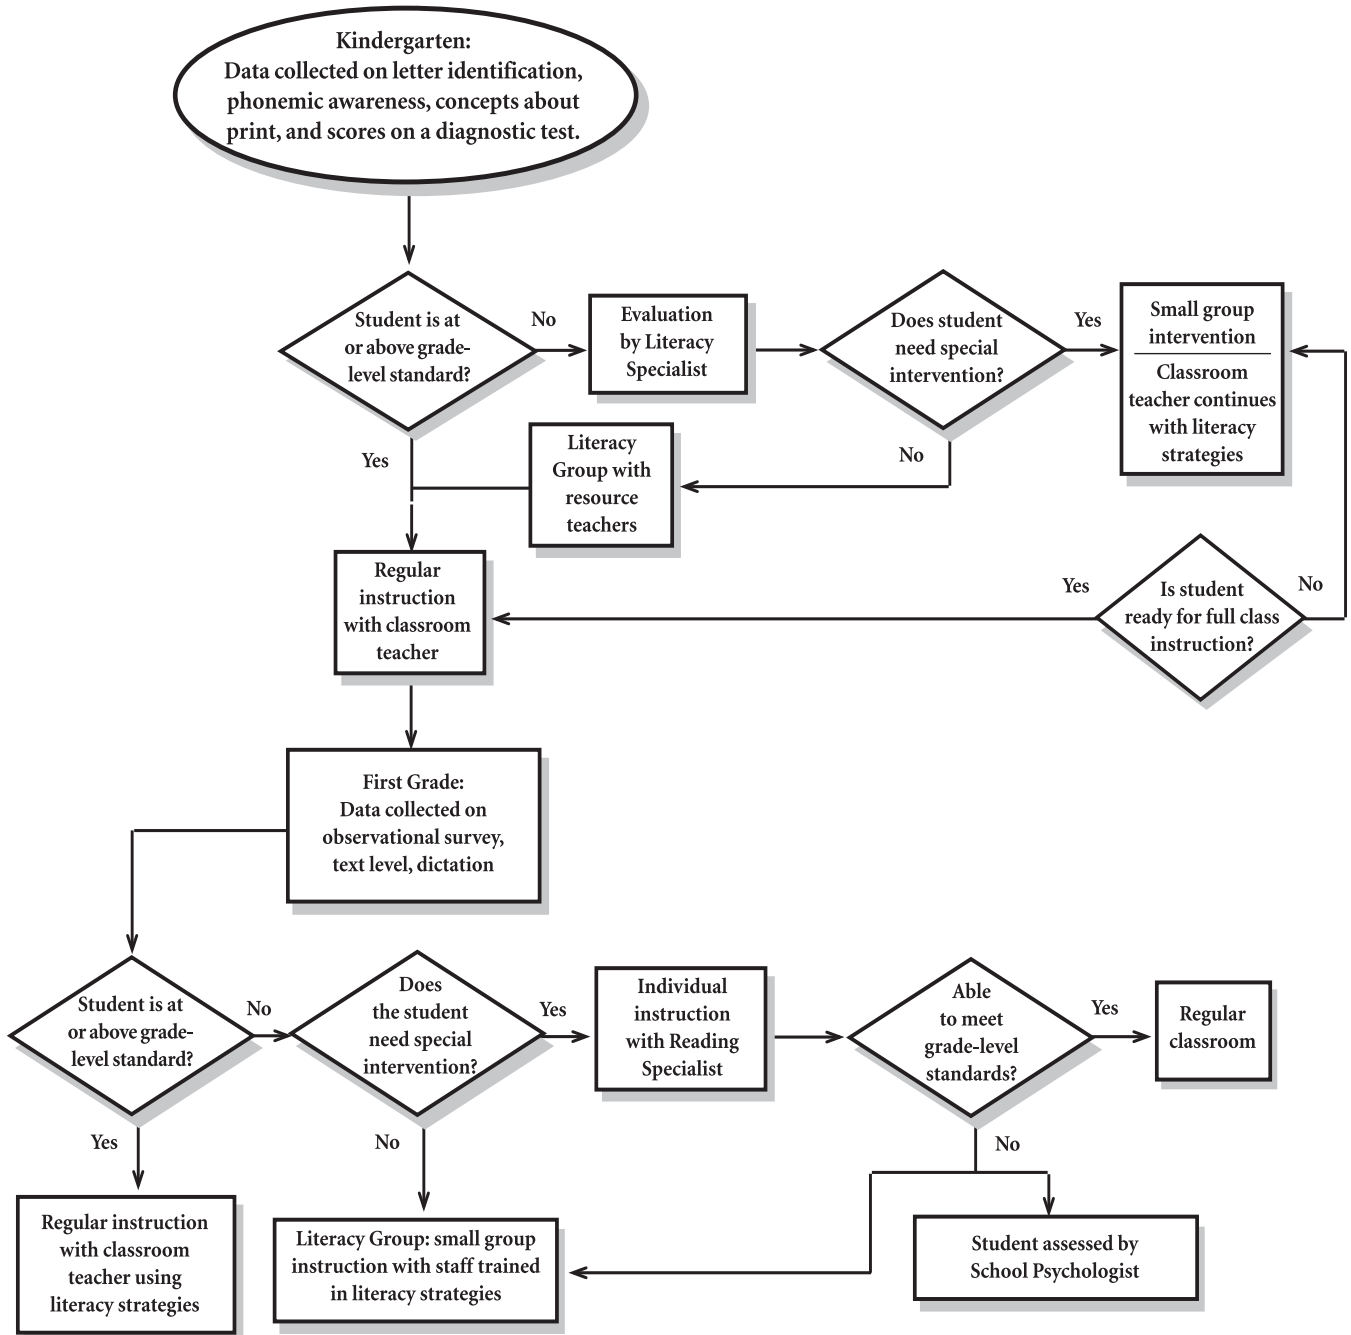 Kindergarten:
Data collected on letter identification,
phonemic awareness, concepts about
print, and scores on a diagnostic test.
Student is at
or above grade-
level standard?
No
Evaluation
by Literacy
Specialist
Does student
need special
intervention?
Yes
Small group
intervention
Classroom
teacher continues
with literacy
strategies
Yes
No
Literacy
Group with
resource
teachers
Regular
instruction
with classroom
teacher
Yes
Is student
ready for full class
instruction?
No
First Grade:
Data collected on
observational survey,
text level, dictation
Student is at
or above grade-
level standard?
No
Does
the student
need special
intervention?
Yes
Individual
instruction
with Reading
Specialist
Able
to meet
grade-level
standards?
Yes
Regular
classroom
Yes
No
No
Regular instruction
with classroom
teacher using
literacy strategies
Literacy Group: small group
instruction with staff trained
in literacy strategies
Student assessed by
School Psychologist